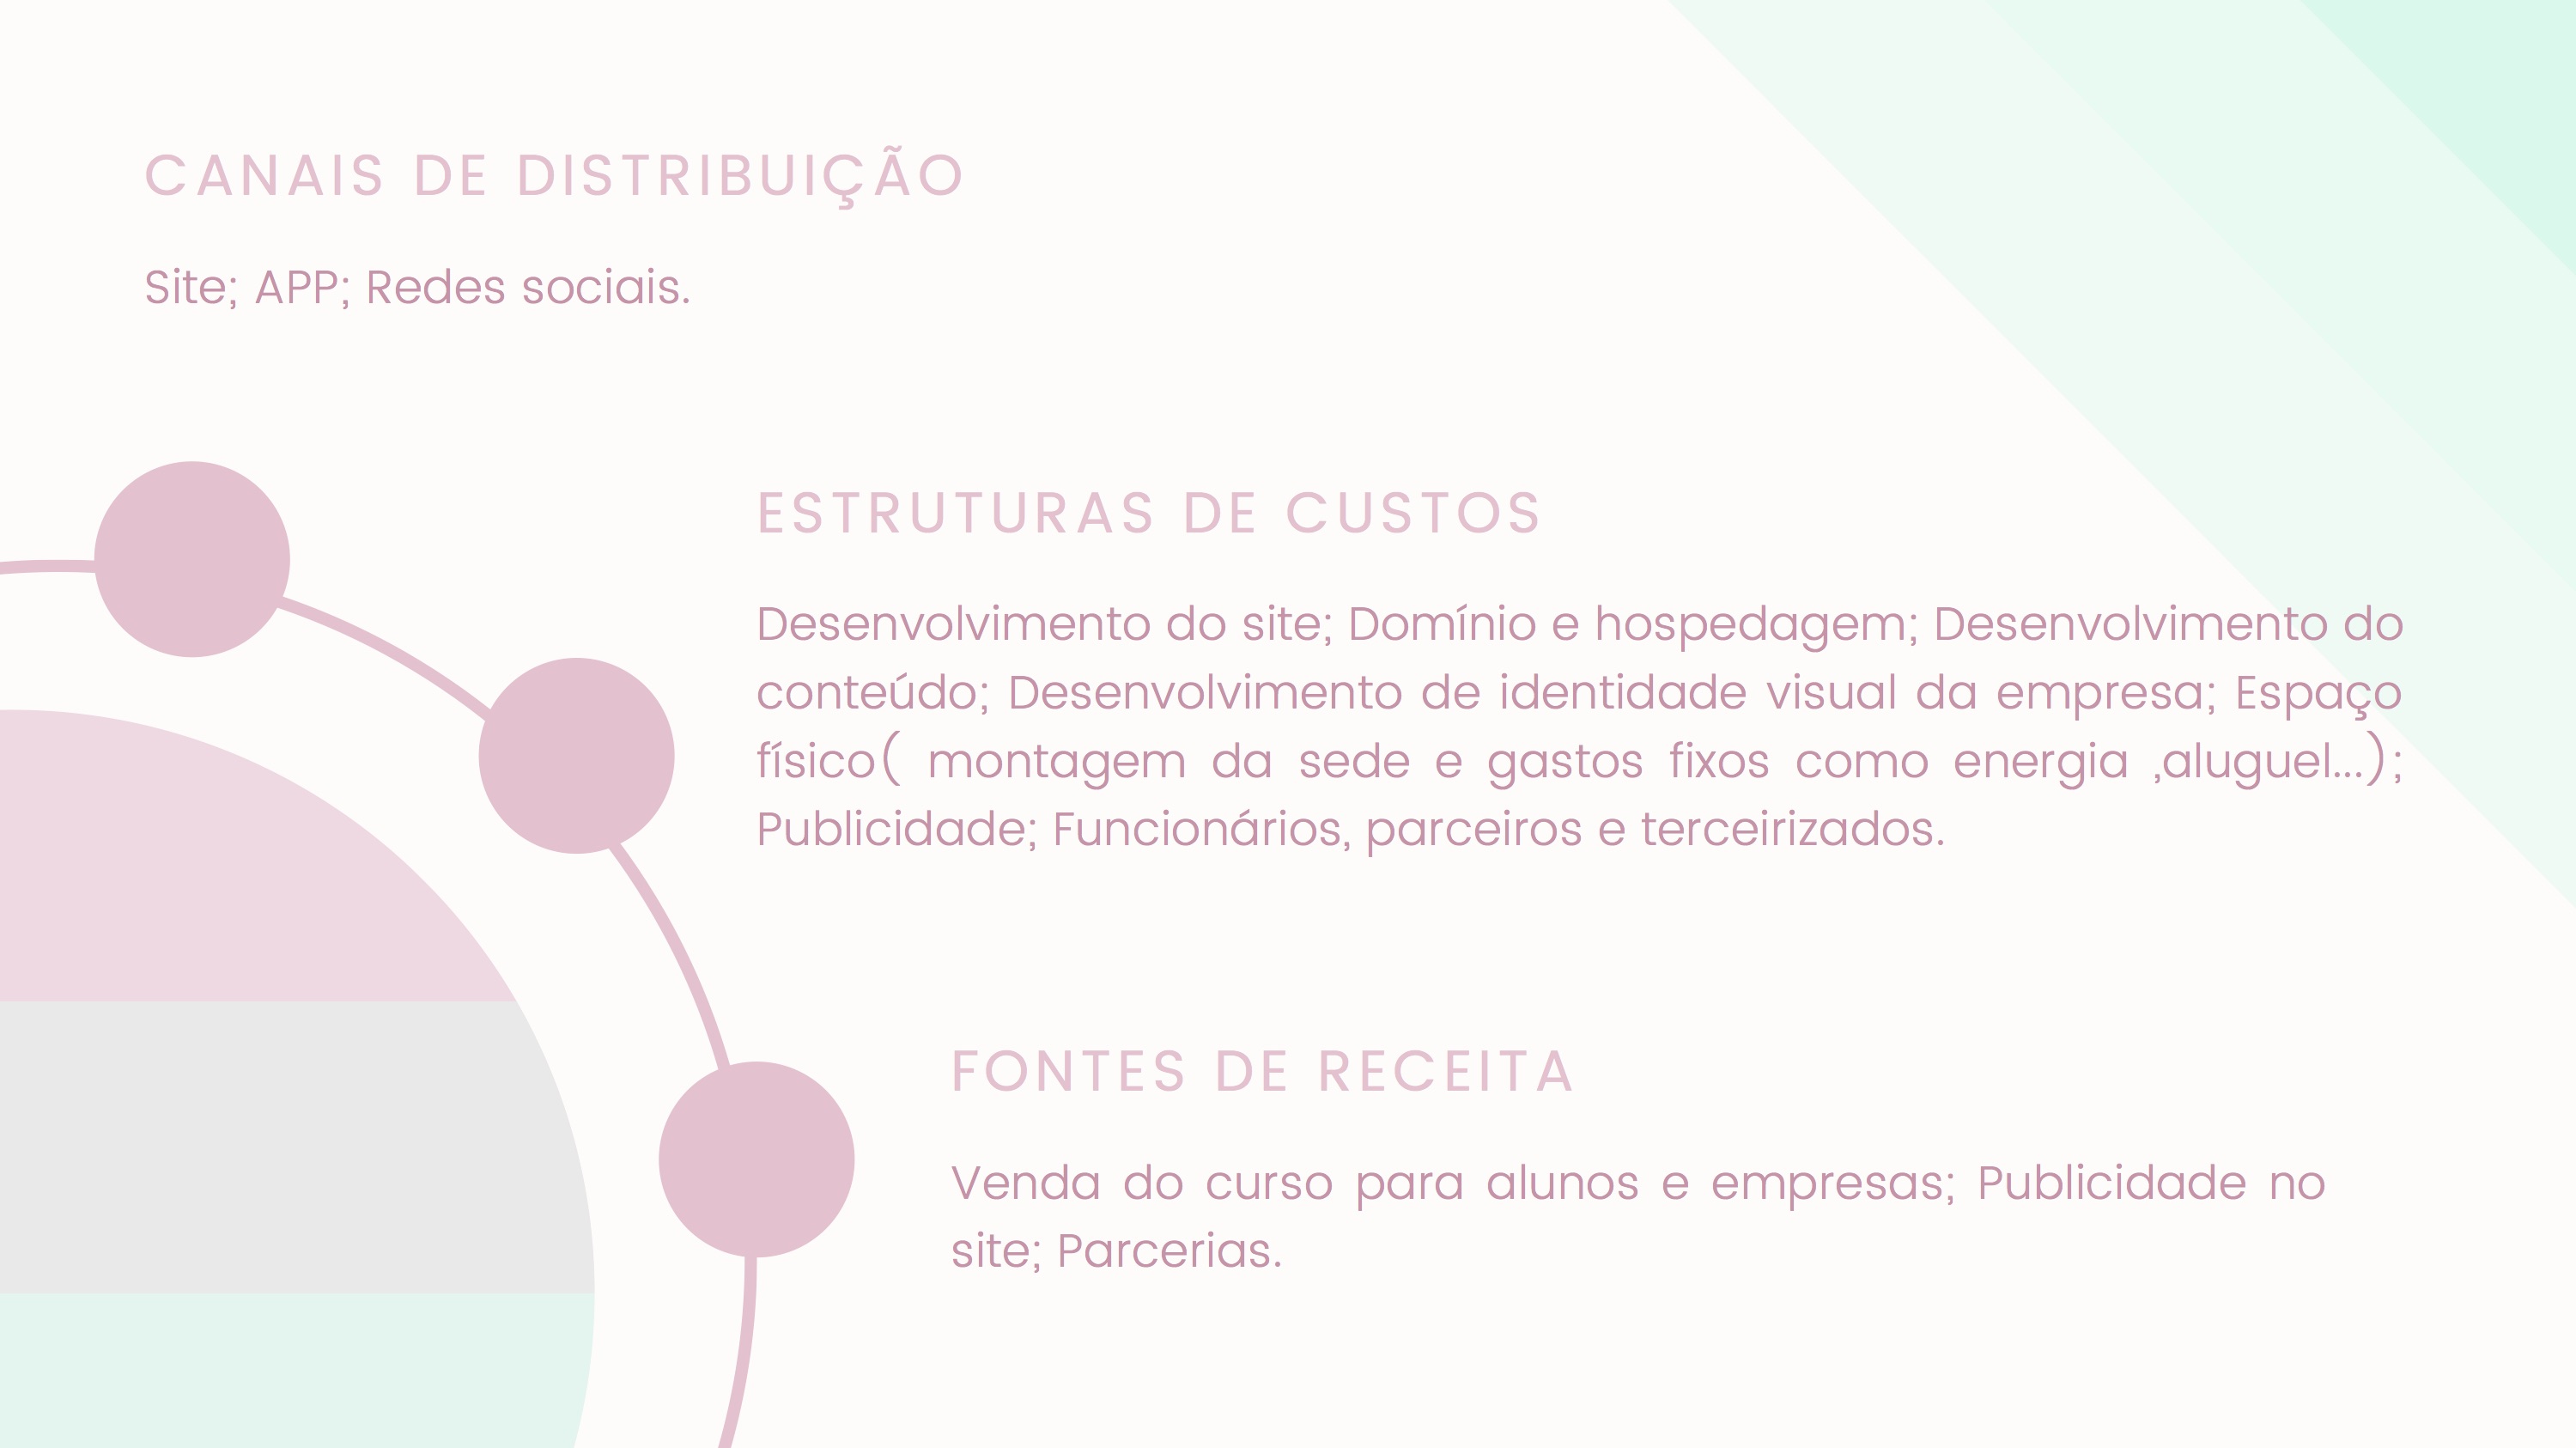 CANAIS DE DISTRIBUIÇÃO
Site; APP; Redes sociais.
ESTRUTURAS DE CUSTOS
Desenvolvimento do site; Domínio e hospedagem; Desenvolvimento do
conteúdo; Desenvolvimento de identidade visual da empresa; Espaço
físico( montagem da sede e gastos fixos como energia ,aluguel...);
Publicidade; Funcionários, parceiros e terceirizados.
FONTES DE RECEITA
Venda do curso para alunos e empresas; Publicidade no
site; Parcerias.